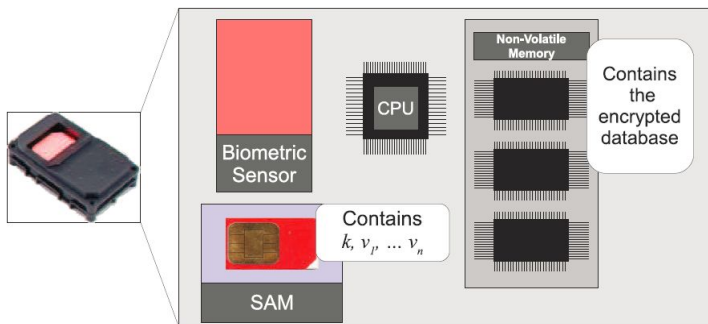 Non-Volatile
Memory
Contains
the
encrypted
database
CPU
Biometric
Sensor
Contains
k, v₁, ... vₙ
SAM